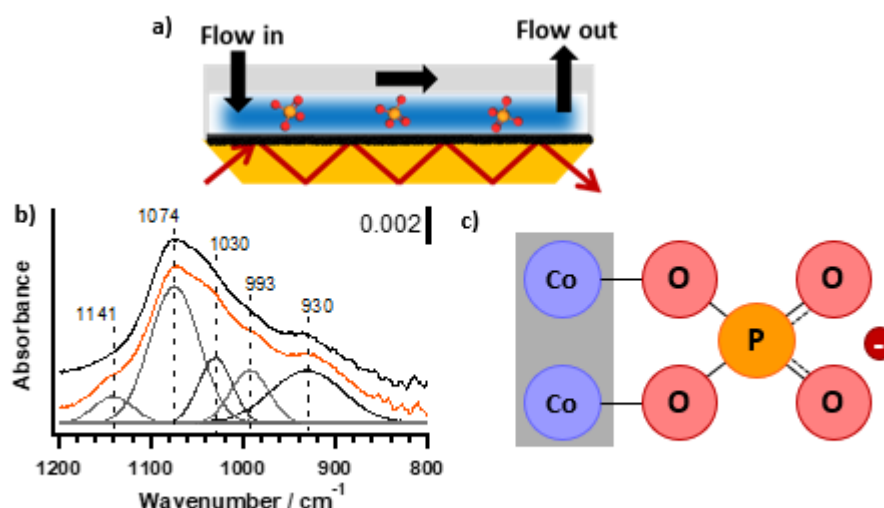 a)
Flow in
Flow out
b)
1074
0.002
1030
993
1141
930
Absorbance
1200
1100
1000
900
800
Wavenumber / cm⁻¹
c)
Co
O
O
P
-
Co
O
O